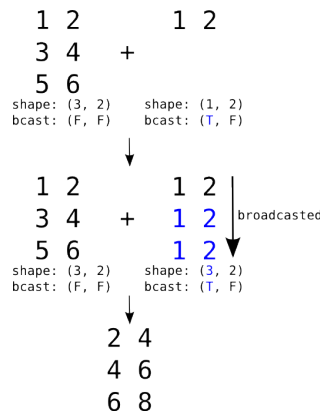 1 2 1 2
3 4 +
5 6
shape: (3, 2) shape: (1, 2)
bcast: (F, F) bcast: (T, F)
1 2 1 2
3 4 + 1 2 broadcasted
5 6 1 2
shape: (3, 2) shape: (3, 2)
bcast: (F, F) bcast: (T, F)
2 4
4 6
6 8